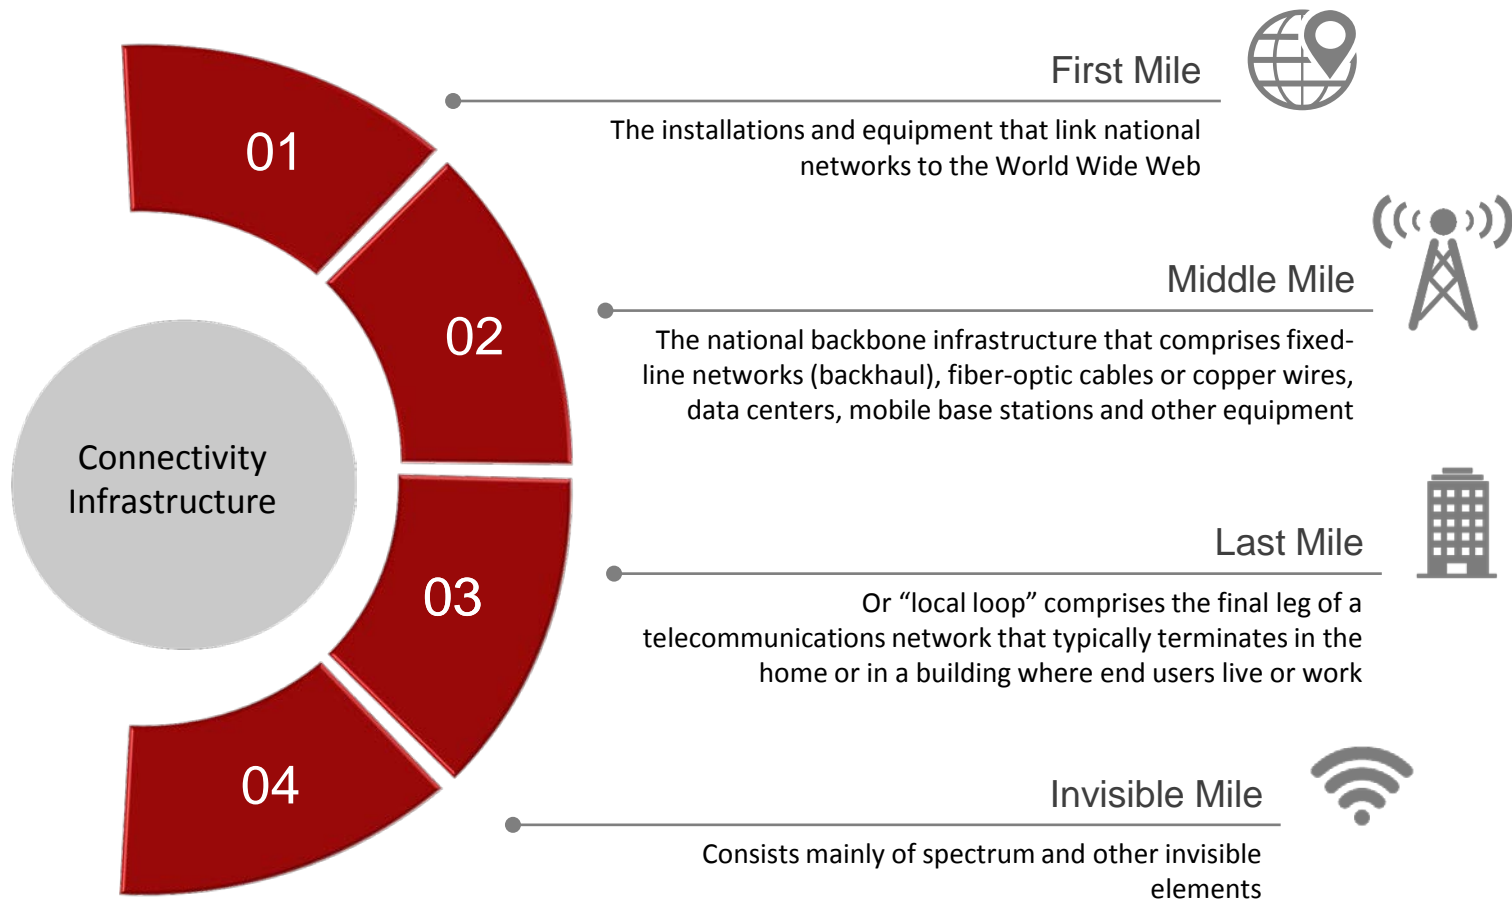 Connectivity
Infrastructure
01
First Mile
The installations and equipment that link national
networks to the World Wide Web
02
Middle Mile
The national backbone infrastructure that comprises fixed-
line networks (backhaul), fiber-optic cables or copper wires,
data centers, mobile base stations and other equipment
03
Last Mile
Or “local loop” comprises the final leg of a
telecommunications network that typically terminates in the
home or in a building where end users live or work
04
Invisible Mile
Consists mainly of spectrum and other invisible
elements